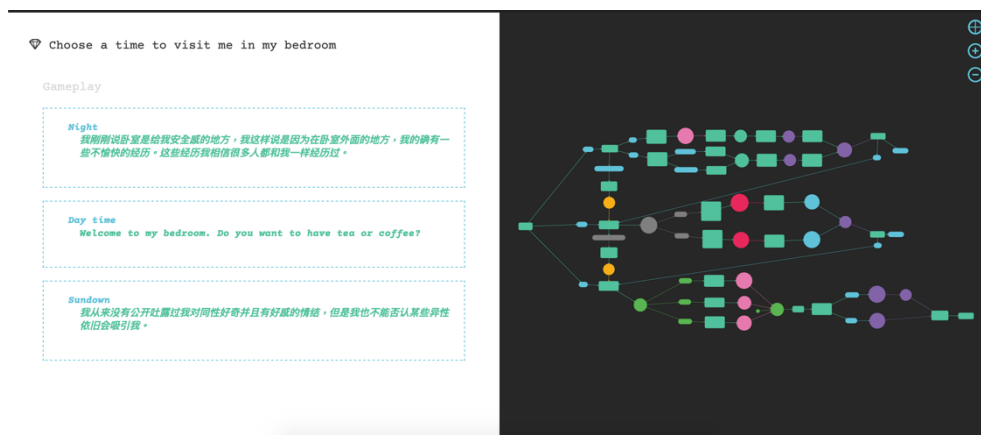 Choose a time to visit me in my bedroom
Gameplay
Night
我刚刚说卧室是给我安全感的地方,我这样说是因为在卧室外面的地方,我的确有一
些不愉快的经历。这些经历我相信很多人都和我一样经历过。
Day time
Welcome to my bedroom. Do you want to have tea or coffee?
Sundown
我从来没有公开吐露过我对同性好奇并且有好感的情结,但是我也不能否认某些异性
依旧会吸引我。